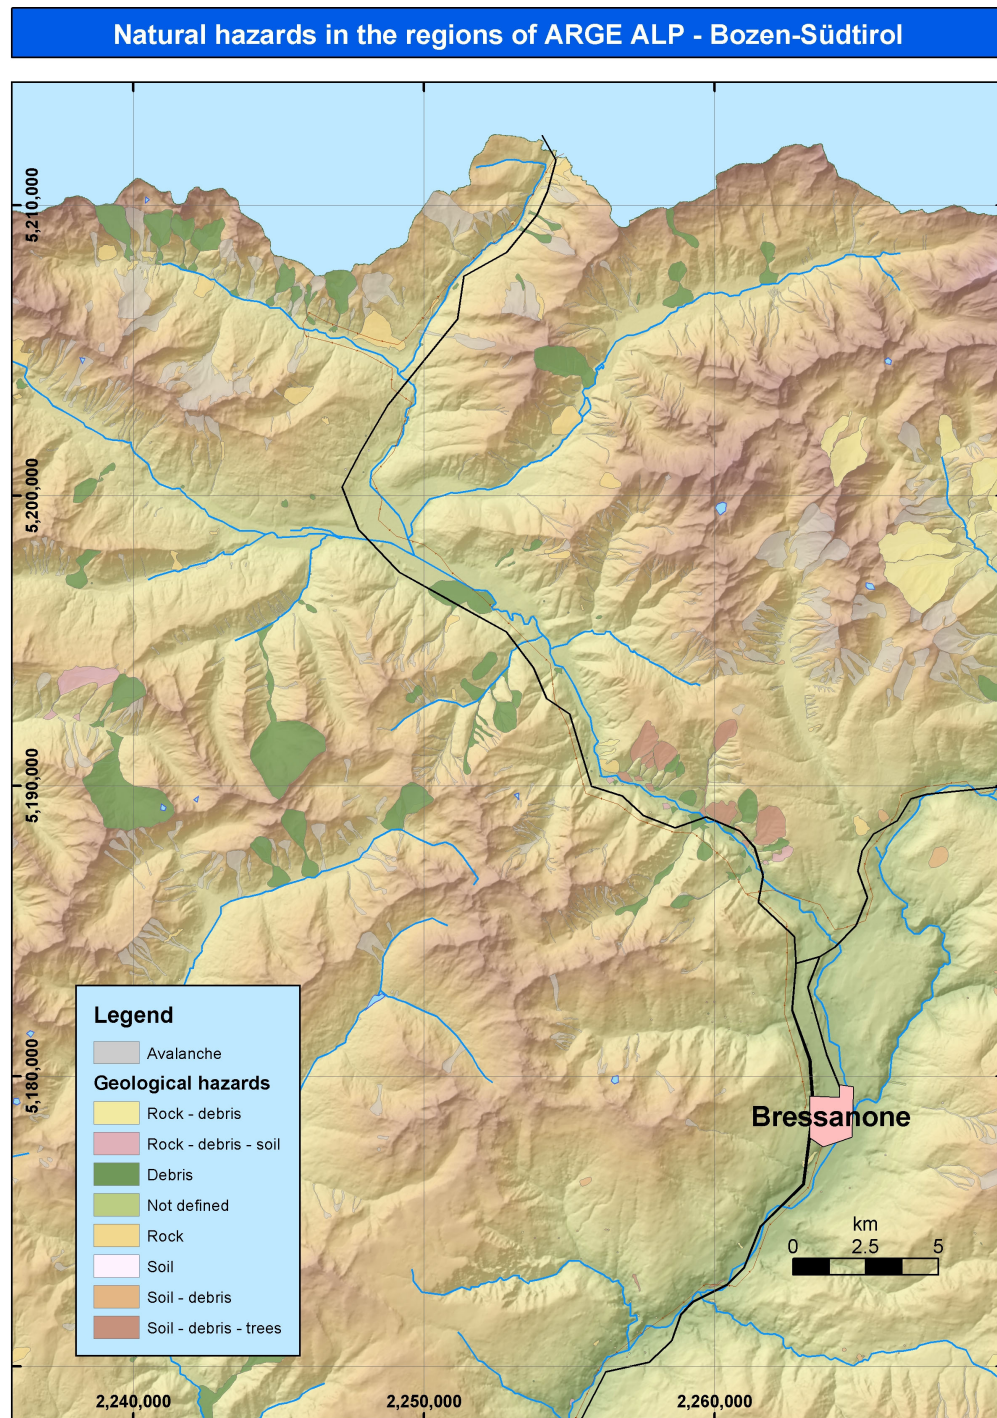 Natural hazards in the regions of ARGE ALP - Bozen-Südtirol
5,210,000
5,200,000
5,190,000
5,180,000
Legend
Avalanche
Geological hazards
Rock - debris
Rock - debris - soil
Debris
Not defined
Rock
Soil
Soil - debris
Soil - debris - trees
Bressanone
km
0 2.5 5
2,240,000 2,250,000 2,260,000